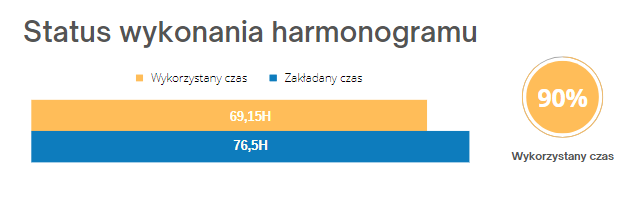 Status wykonania harmonogramu
Wykorzystany czas
Zakładany czas
69,15H
76,5H
90%
Wykorzystany czas